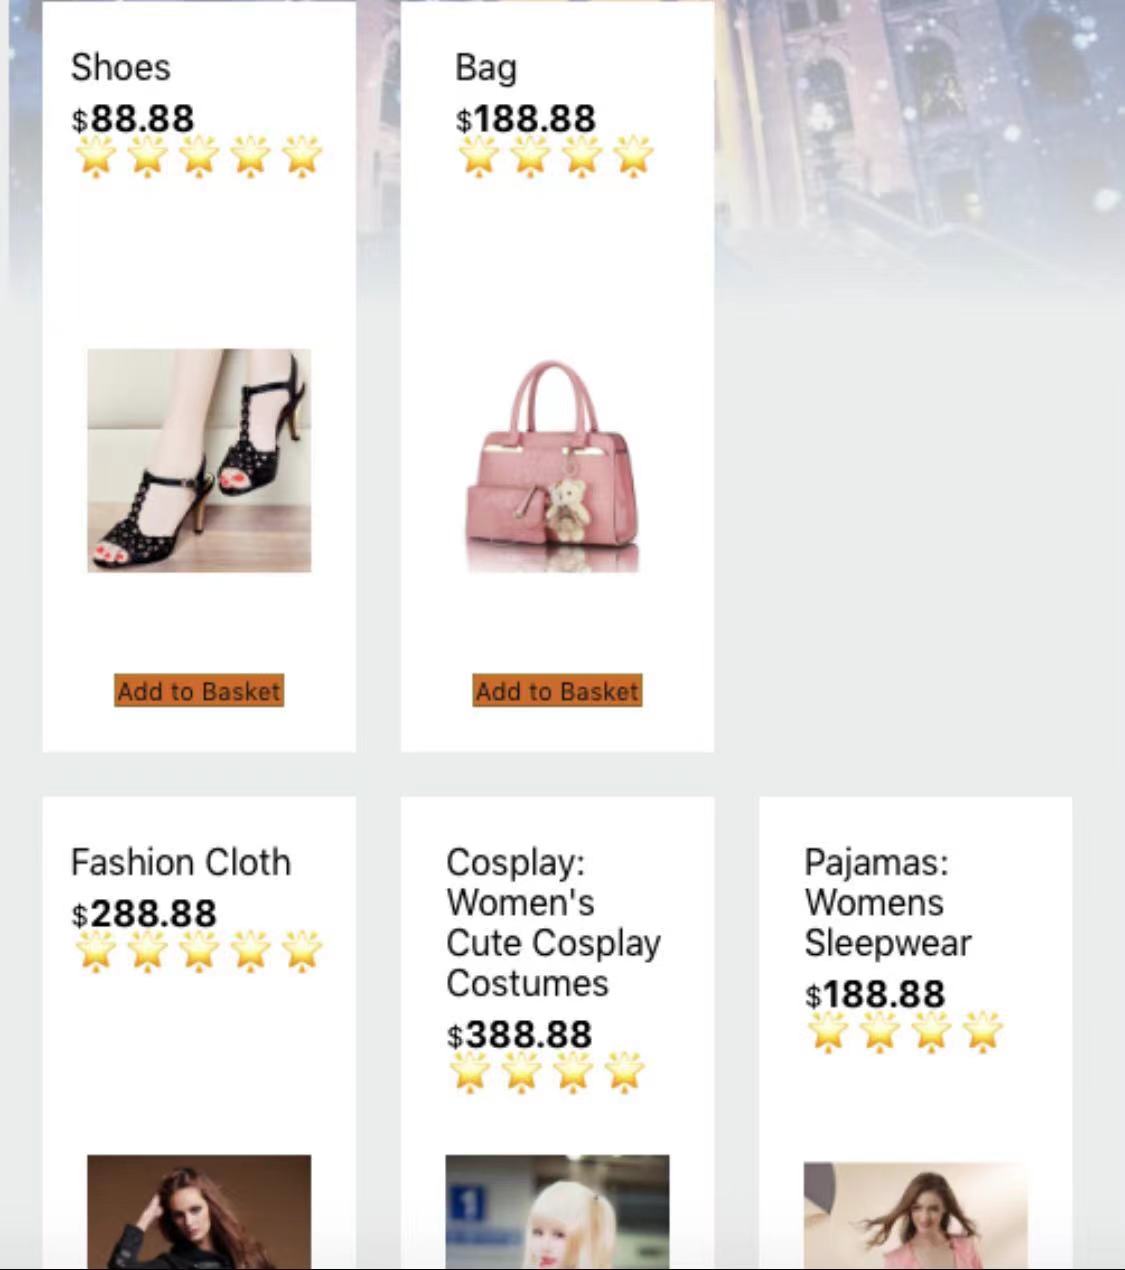 Shoes
$88.88
🌟🌟🌟🌟🌟
Add to Basket
Bag
$188.88
🌟🌟🌟🌟
Add to Basket
Fashion Cloth
$288.88
🌟🌟🌟🌟🌟
Cosplay:
Women's
Cute Cosplay
Costumes
$388.88
🌟🌟🌟🌟
1
Pajamas:
Womens
Sleepwear
$188.88
🌟🌟🌟🌟